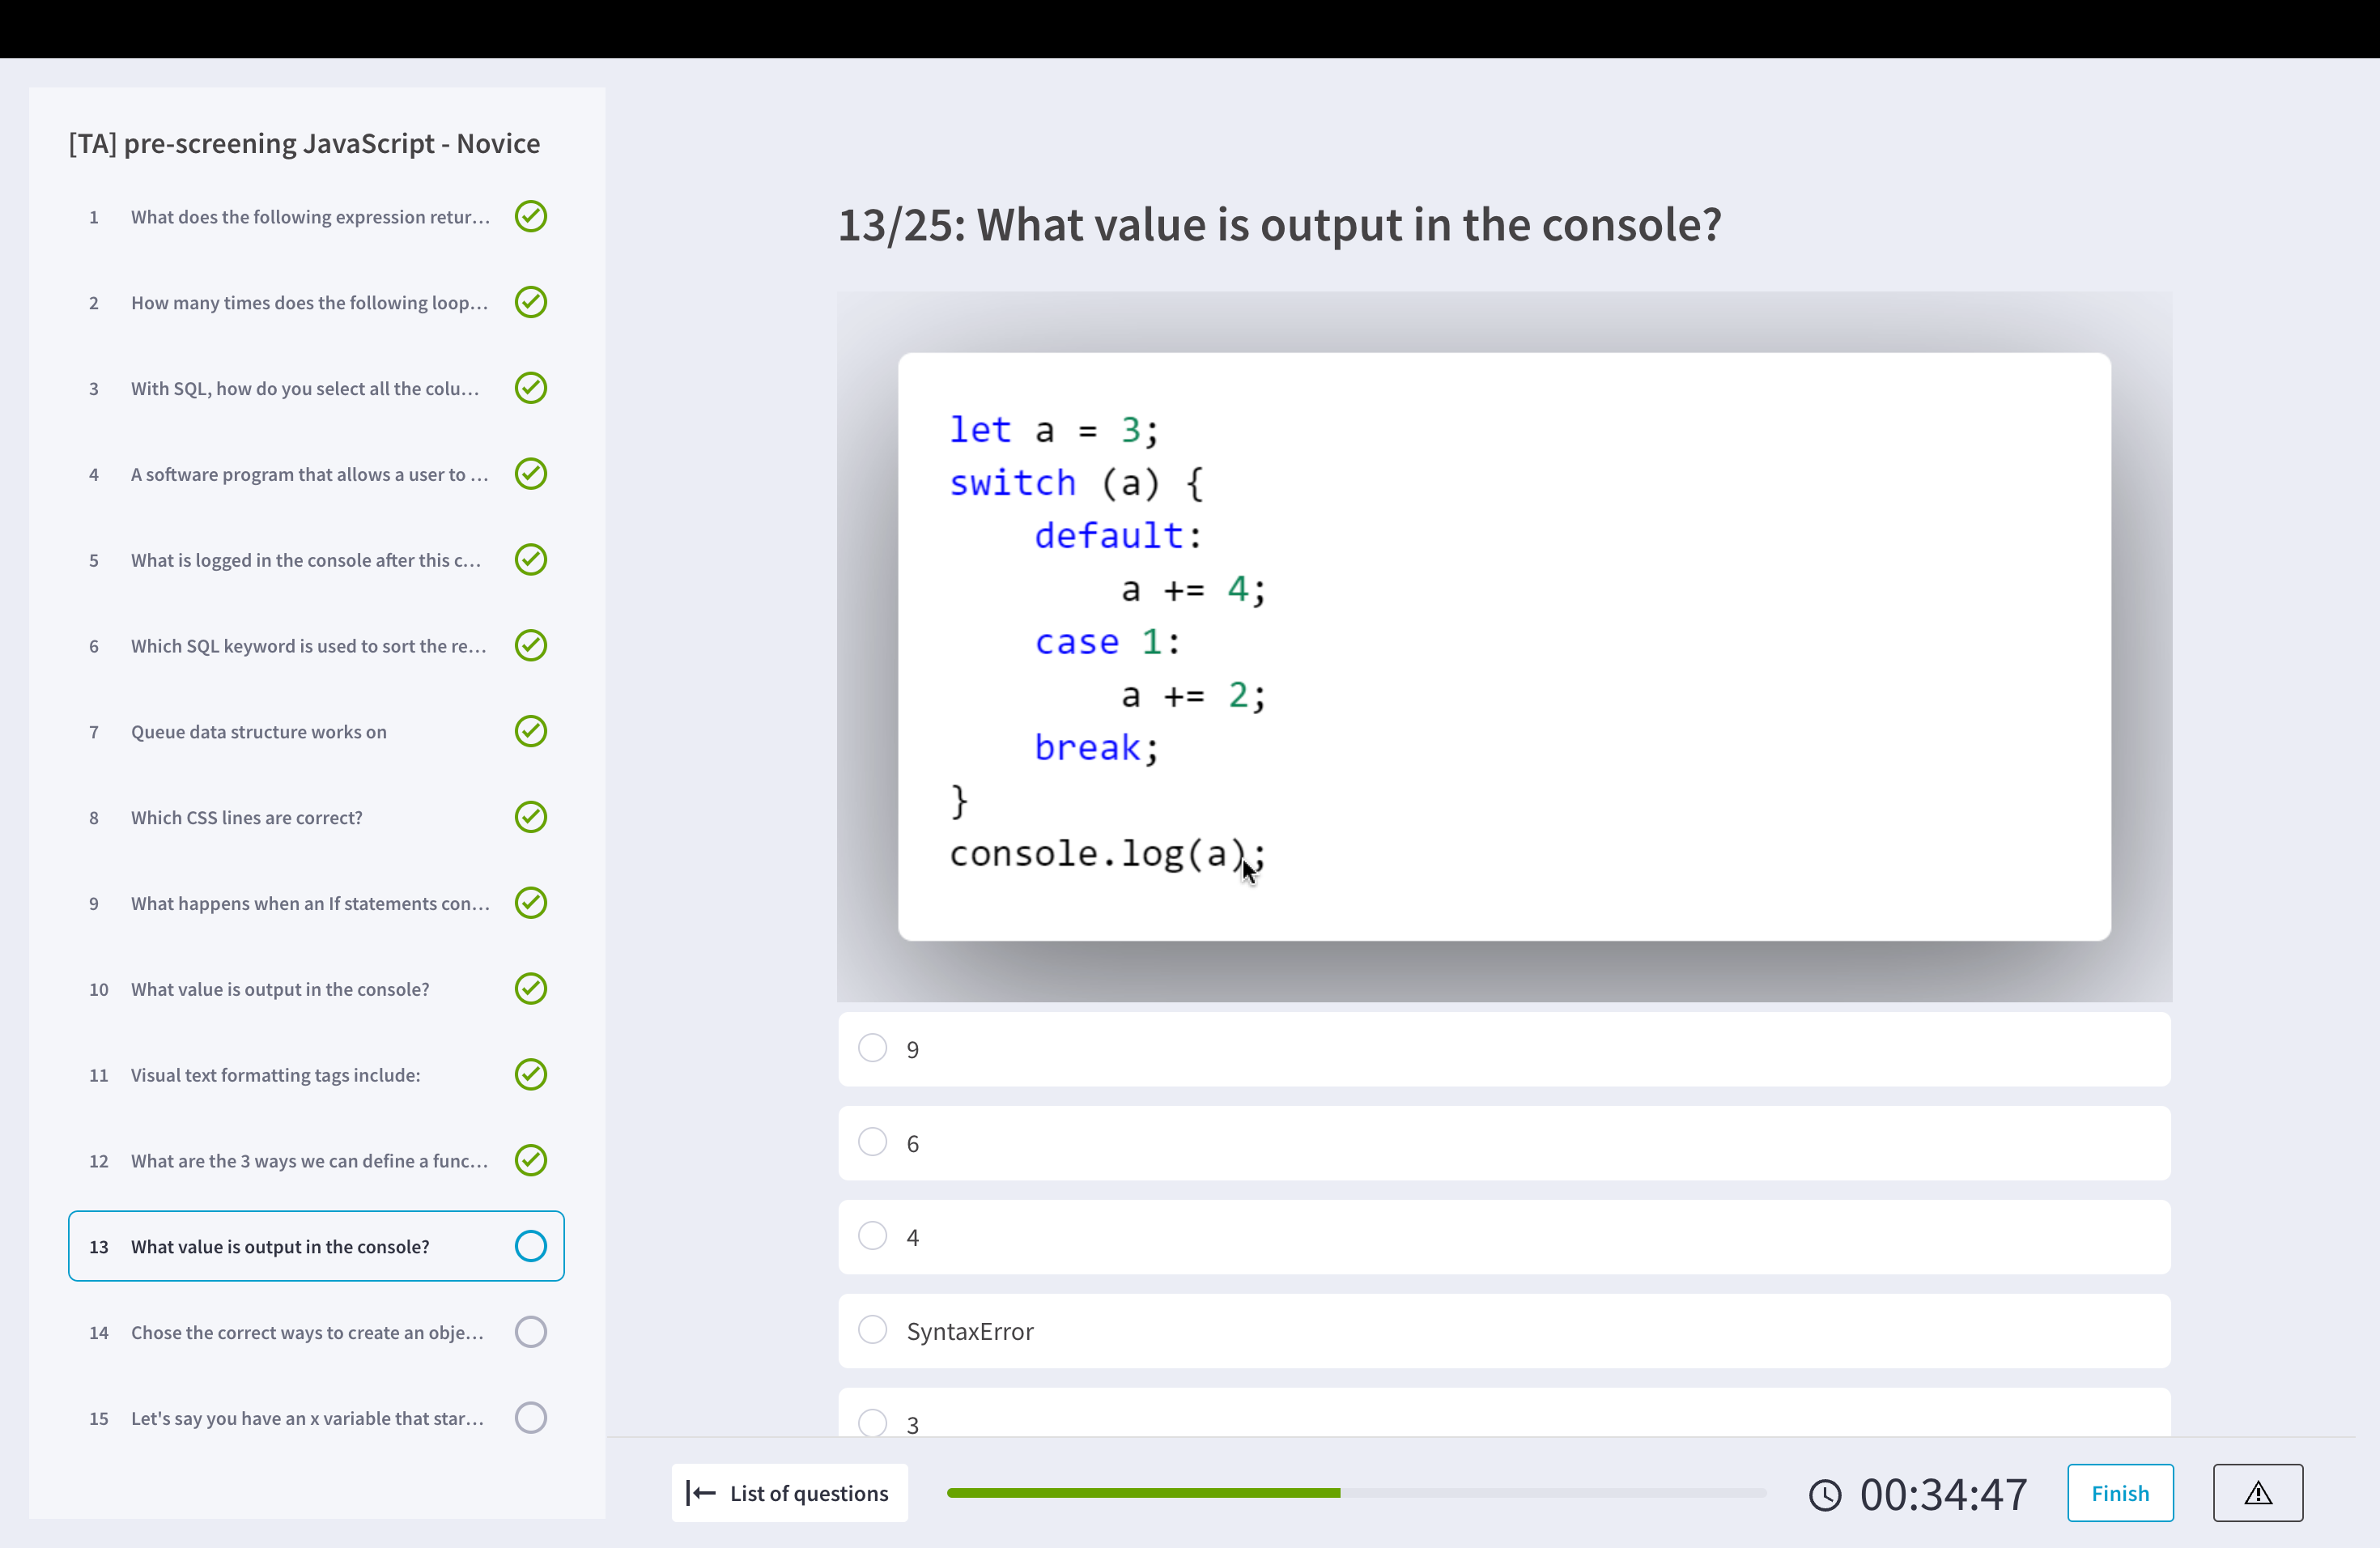 [TA] pre-screening JavaScript - Novice
1 What does the following expression retur...
2 How many times does the following loop...
3 With SQL, how do you select all the colu...
4 A software program that allows a user to ...
5 What is logged in the console after this c...
6 Which SQL keyword is used to sort the re...
7 Queue data structure works on
8 Which CSS lines are correct?
9 What happens when an If statements con...
10 What value is output in the console?
11 Visual text formatting tags include:
12 What are the 3 ways we can define a func...
13 What value is output in the console?
14 Chose the correct ways to create an obje...
15 Let's say you have an x variable that star...
13/25: What value is output in the console?
let a = 3;
switch (a) {
default:
a += 4;
case 1:
a += 2;
break;
}
console.log(a);
9
6
4
SyntaxError
3
List of questions
00:34:47
Finish